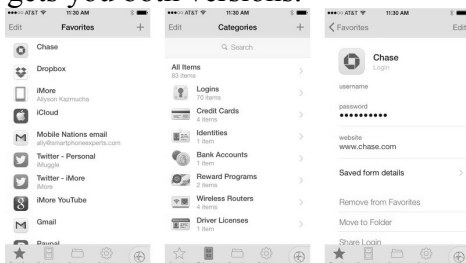 gets you both versions.
AT&T 11:30 AM
Edit Favorites +
Chase
Dropbox
iMore
Allyson Kazmucha
Mobile Nations email
ally@smartphoneexperts.com
Twitter - Personal
iMuggle
Twitter - iMore
iMore
iMore YouTube
Gmail
Paypal
AT&T 11:30 AM
Edit Categories +
Search
All Items
83 items
Logins
70 items
Credit Cards
4 items
Identities
1 item
Bank Accounts
1 item
Reward Programs
2 items
Wireless Routers
4 items
Driver Licenses
1 item
AT&T 11:30 AM
Favorites Edit
Chase
Login
username
password
website
www.chase.com
Saved form details
Remove from Favorites
Move to Folder
Share Login